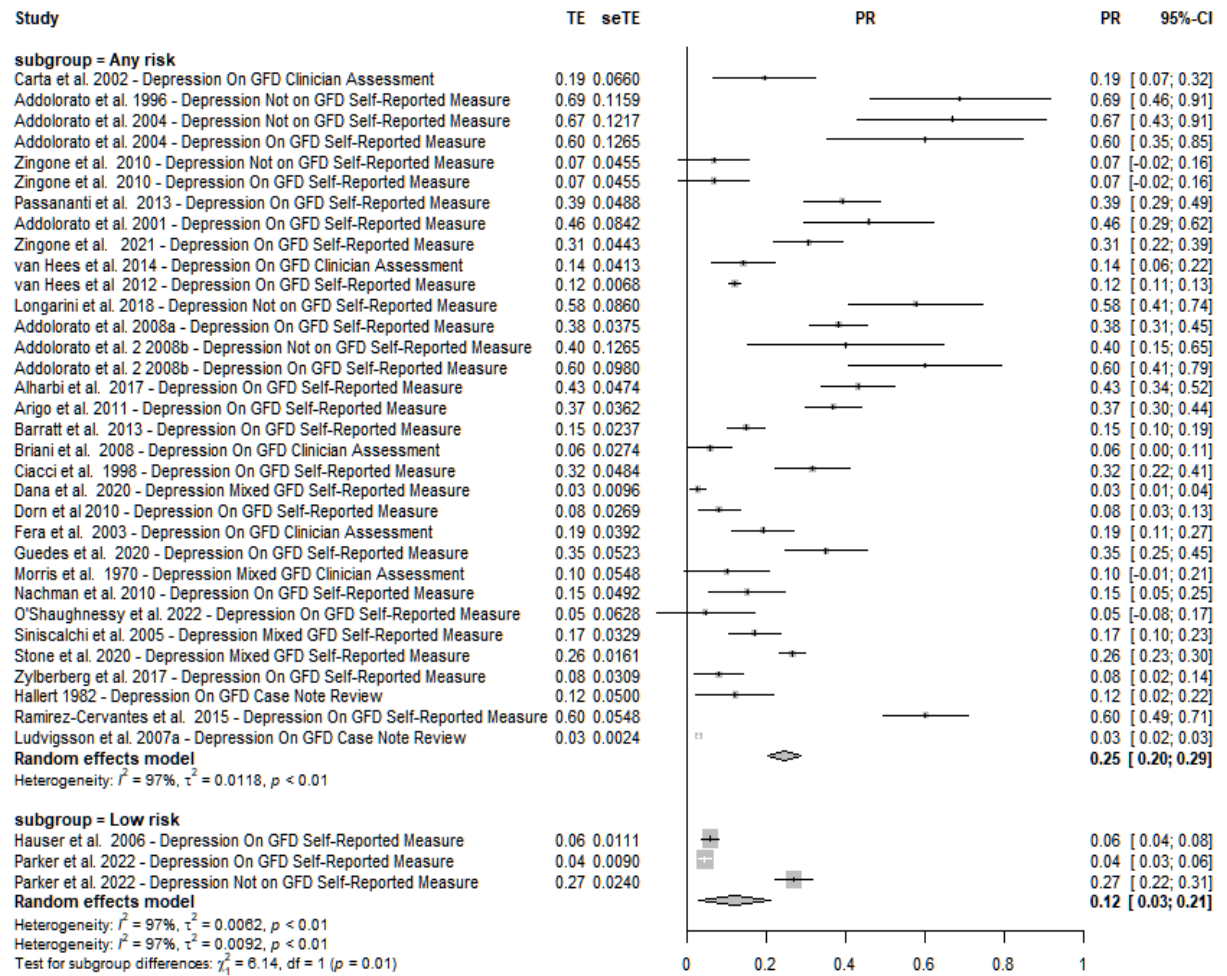 Study TE seTE PR PR 95%-CI
subgroup = Any risk
Carta et al. 2002 - Depression On GFD Clinician Assessment 0.19 0.0660 0.19 [ 0.07; 0.32]
Addolorato et al. 1996 - Depression Not on GFD Self-Reported Measure 0.69 0.1159 0.69 [ 0.46; 0.91]
Addolorato et al. 2004 - Depression Not on GFD Self-Reported Measure 0.67 0.1217 0.67 [ 0.43; 0.91]
Addolorato et al. 2004 - Depression On GFD Self-Reported Measure 0.60 0.1265 0.60 [ 0.35; 0.85]
Zingone et al. 2010 - Depression Not on GFD Self-Reported Measure 0.07 0.0455 0.07 [-0.02; 0.16]
Zingone et al. 2010 - Depression On GFD Self-Reported Measure 0.07 0.0455 0.07 [-0.02; 0.16]
Passananti et al. 2013 - Depression On GFD Self-Reported Measure 0.39 0.0488 0.39 [ 0.29; 0.49]
Addolorato et al. 2001 - Depression On GFD Self-Reported Measure 0.46 0.0842 0.46 [ 0.29; 0.62]
Zingone et al. 2021 - Depression On GFD Self-Reported Measure 0.31 0.0443 0.31 [ 0.22; 0.39]
van Hees et al. 2014 - Depression On GFD Clinician Assessment 0.14 0.0413 0.14 [ 0.06; 0.22]
van Hees et al 2012 - Depression On GFD Self-Reported Measure 0.12 0.0068 0.12 [ 0.11; 0.13]
Longarini et al. 2018 - Depression Not on GFD Self-Reported Measure 0.58 0.0860 0.58 [ 0.41; 0.74]
Addolorato et al. 2008a - Depression On GFD Self-Reported Measure 0.38 0.0375 0.38 [ 0.31; 0.45]
Addolorato et al. 2 2008b - Depression Not on GFD Self-Reported Measure 0.40 0.1265 0.40 [ 0.15; 0.65]
Addolorato et al. 2 2008b - Depression On GFD Self-Reported Measure 0.60 0.0980 0.60 [ 0.41; 0.79]
Alharbi et al. 2017 - Depression On GFD Self-Reported Measure 0.43 0.0474 0.43 [ 0.34; 0.52]
Arigo et al. 2011 - Depression On GFD Self-Reported Measure 0.37 0.0362 0.37 [ 0.30; 0.44]
Barratt et al. 2013 - Depression On GFD Self-Reported Measure 0.15 0.0237 0.15 [ 0.10; 0.19]
Briani et al. 2008 - Depression On GFD Clinician Assessment 0.06 0.0274 0.06 [ 0.00; 0.11]
Ciacci et al. 1998 - Depression On GFD Self-Reported Measure 0.32 0.0484 0.32 [ 0.22; 0.41]
Dana et al. 2020 - Depression Mixed GFD Self-Reported Measure 0.03 0.0096 0.03 [ 0.01; 0.04]
Dorn et al 2010 - Depression On GFD Self-Reported Measure 0.08 0.0269 0.08 [ 0.03; 0.13]
Fera et al. 2003 - Depression On GFD Clinician Assessment 0.19 0.0392 0.19 [ 0.11; 0.27]
Guedes et al. 2020 - Depression On GFD Self-Reported Measure 0.35 0.0523 0.35 [ 0.25; 0.45]
Morris et al. 1970 - Depression Mixed GFD Clinician Assessment 0.10 0.0548 0.10 [-0.01; 0.21]
Nachman et al. 2010 - Depression On GFD Self-Reported Measure 0.15 0.0492 0.15 [ 0.05; 0.25]
O'Shaughnessy et al. 2022 - Depression On GFD Self-Reported Measure 0.05 0.0628 0.05 [-0.08; 0.17]
Siniscalchi et al. 2005 - Depression Mixed GFD Self-Reported Measure 0.17 0.0329 0.17 [ 0.10; 0.23]
Stone et al. 2020 - Depression Mixed GFD Self-Reported Measure 0.26 0.0161 0.26 [ 0.23; 0.30]
Zylberberg et al. 2017 - Depression On GFD Self-Reported Measure 0.08 0.0309 0.08 [ 0.02; 0.14]
Hallert 1982 - Depression On GFD Case Note Review 0.12 0.0500 0.12 [ 0.02; 0.22]
Ramirez-Cervantes et al. 2015 - Depression On GFD Self-Reported Measure 0.60 0.0548 0.60 [ 0.49; 0.71]
Ludvigsson et al. 2007a - Depression On GFD Case Note Review 0.03 0.0024 0.03 [ 0.02; 0.03]
Random effects model 0.25 [ 0.20; 0.29]
Heterogeneity: I² = 97%, τ² = 0.0118, p < 0.01
subgroup = Low risk
Hauser et al. 2006 - Depression On GFD Self-Reported Measure 0.06 0.0111 0.06 [ 0.04; 0.08]
Parker et al. 2022 - Depression On GFD Self-Reported Measure 0.04 0.0090 0.04 [ 0.03; 0.06]
Parker et al. 2022 - Depression Not on GFD Self-Reported Measure 0.27 0.0240 0.27 [ 0.22; 0.31]
Random effects model 0.12 [ 0.03; 0.21]
Heterogeneity: I² = 97%, τ² = 0.0062, p < 0.01
Heterogeneity: I² = 97%, τ² = 0.0092, p < 0.01
Test for subgroup differences: χ²₁ = 6.14, df = 1 (p = 0.01)
0 0.2 0.4 0.6 0.8 1